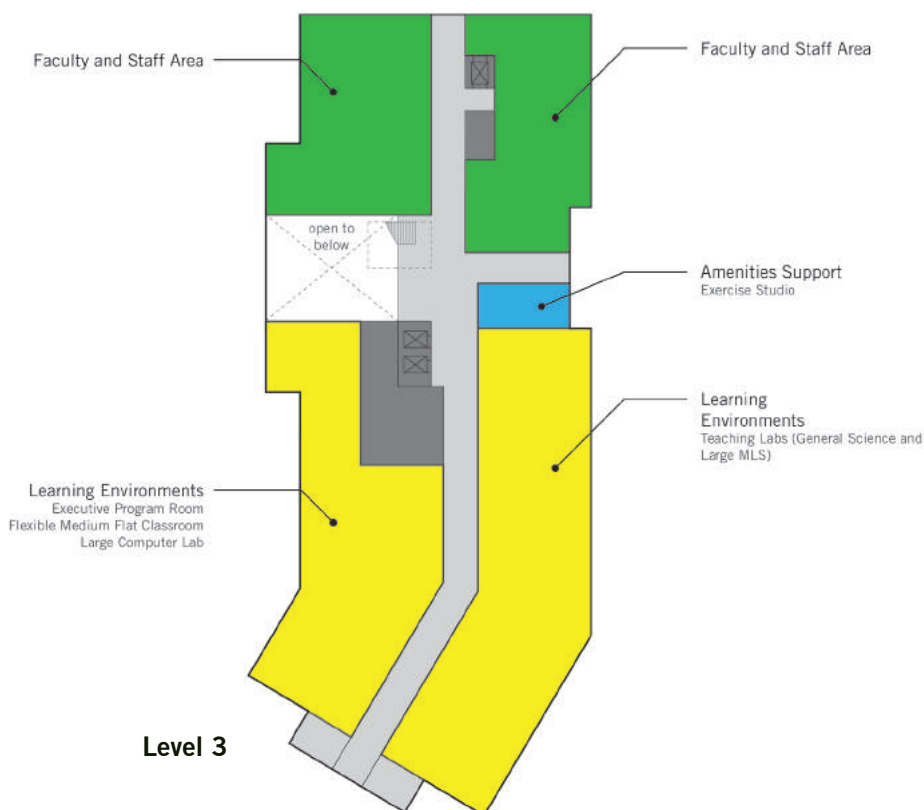 Faculty and Staff Area
Faculty and Staff Area
open to
below
Amenities Support
Exercise Studio
Learning
Environments
Teaching Labs (General Science and
Large MLS)
Learning Environments
Executive Program Room
Flexible Medium Flat Classroom
Large Computer Lab
Level 3